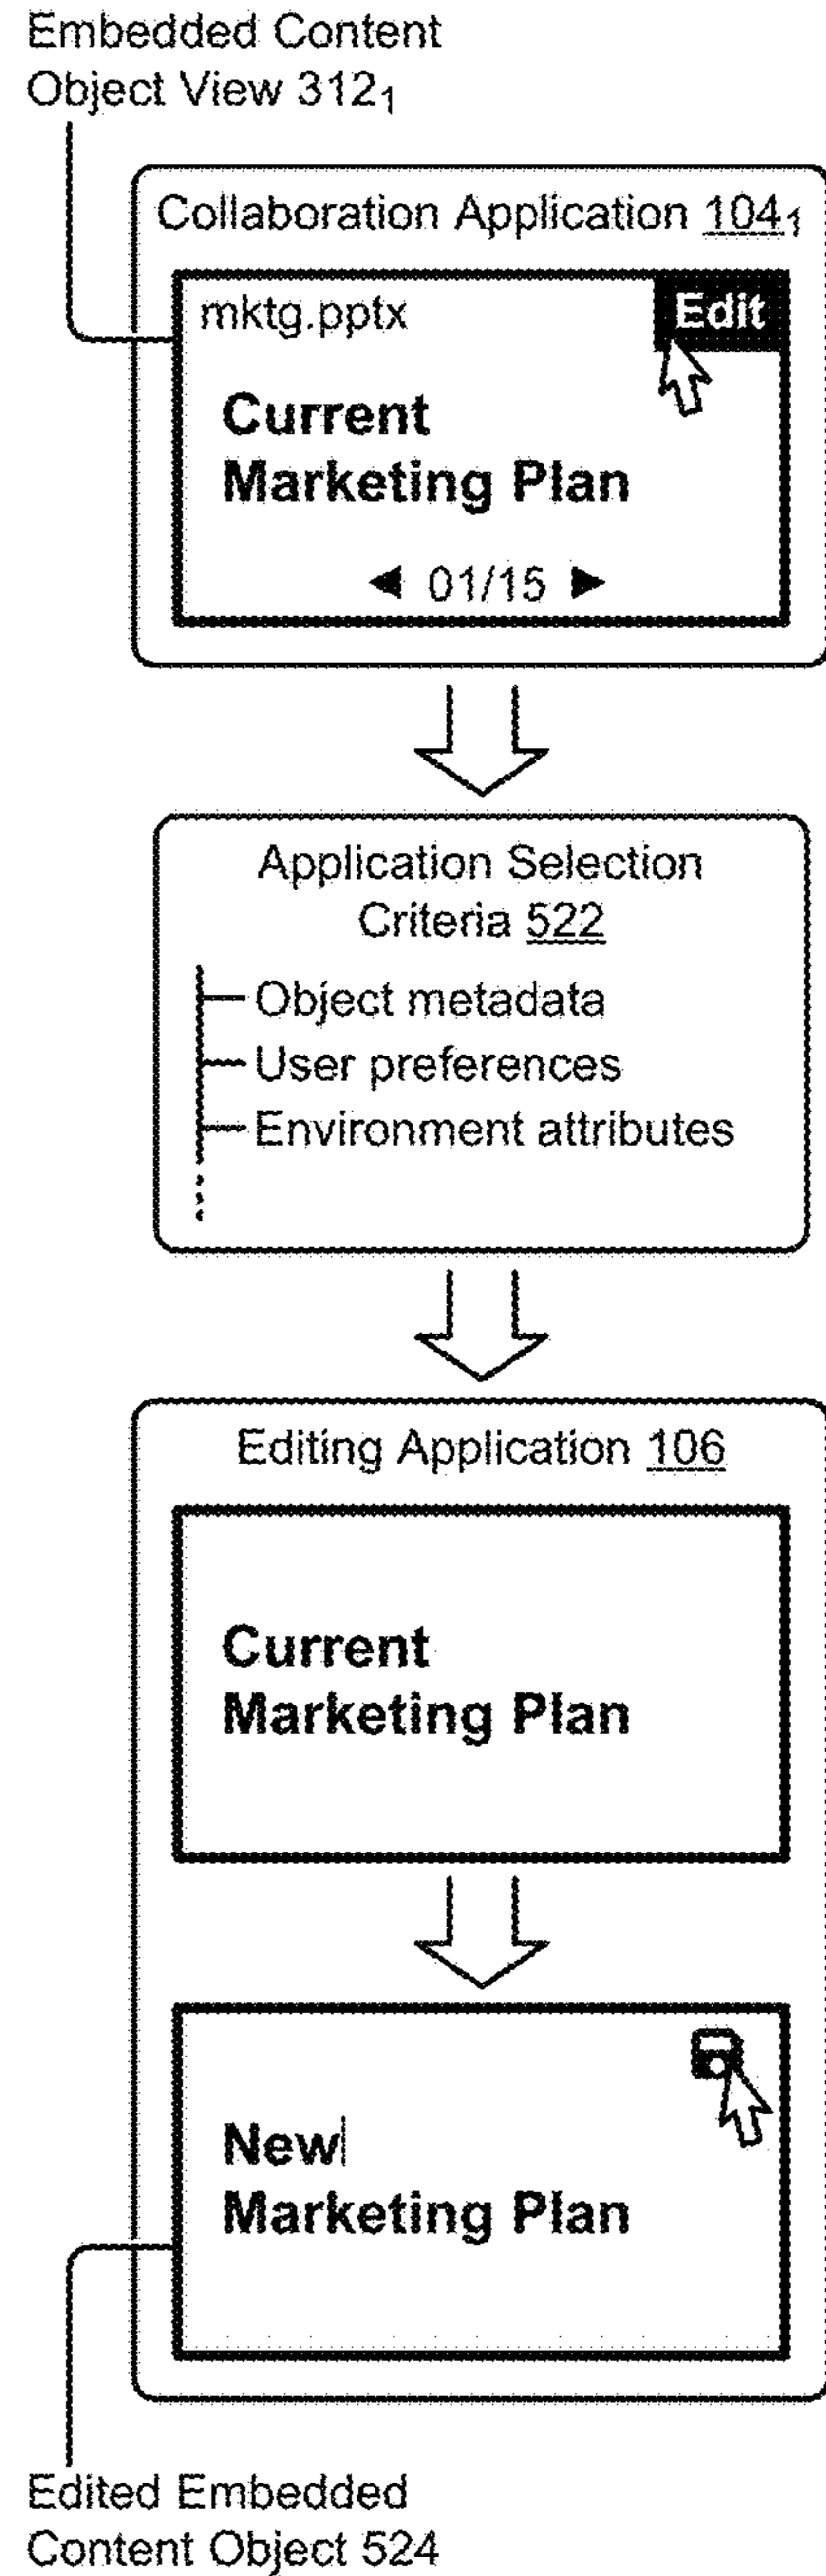 Embedded Content
Object View 312₁
Collaboration Application 104₁
mktg.pptx
Edit
Current
Marketing Plan
◄ 01/15 ►
Application Selection
Criteria 522
Object metadata
User preferences
Environment attributes
Editing Application 106
Current
Marketing Plan
New
Marketing Plan
Edited Embedded
Content Object 524